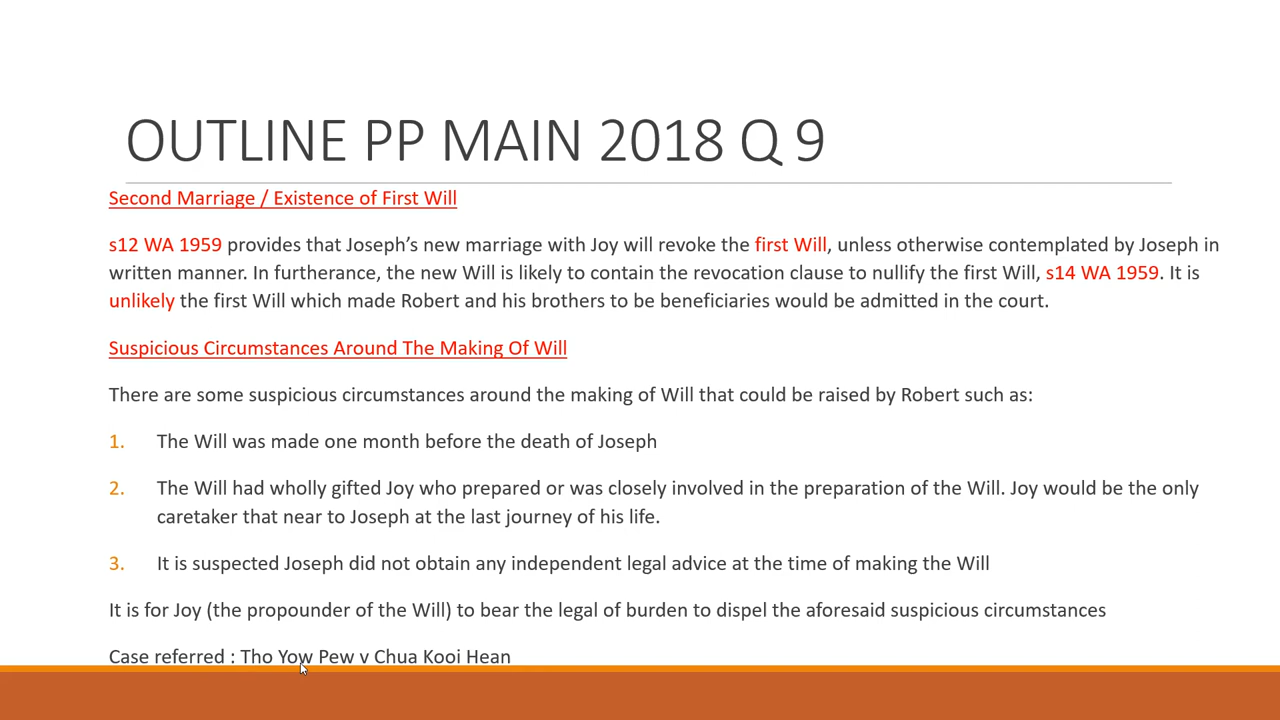 OUTLINE PP MAIN 2018 Q 9
Second Marriage / Existence of First Will
s12 WA 1959 provides that Joseph’s new marriage with Joy will revoke the first Will, unless otherwise contemplated by Joseph in
written manner. In furtherance, the new Will is likely to contain the revocation clause to nullify the first Will, s14 WA 1959. It is
unlikely the first Will which made Robert and his brothers to be beneficiaries would be admitted in the court.
Suspicious Circumstances Around The Making Of Will
There are some suspicious circumstances around the making of Will that could be raised by Robert such as:
1. The Will was made one month before the death of Joseph
2. The Will had wholly gifted Joy who prepared or was closely involved in the preparation of the Will. Joy would be the only
caretaker that near to Joseph at the last journey of his life.
3. It is suspected Joseph did not obtain any independent legal advice at the time of making the Will
It is for Joy (the propounder of the Will) to bear the legal of burden to dispel the aforesaid suspicious circumstances
Case referred : Tho Yow Pew v Chua Kooi Hean